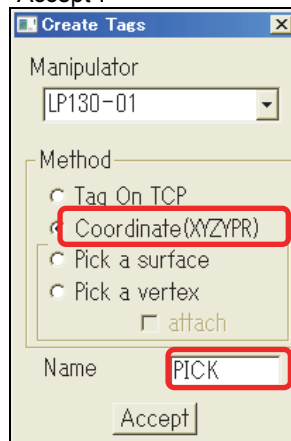 Accept .
Create Tags
Manipulator
LP130-01
Method
Tag On TCP
Coordinate(XYZYPR)
Pick a surface
Pick a vertex
attach
Name PICK
Accept